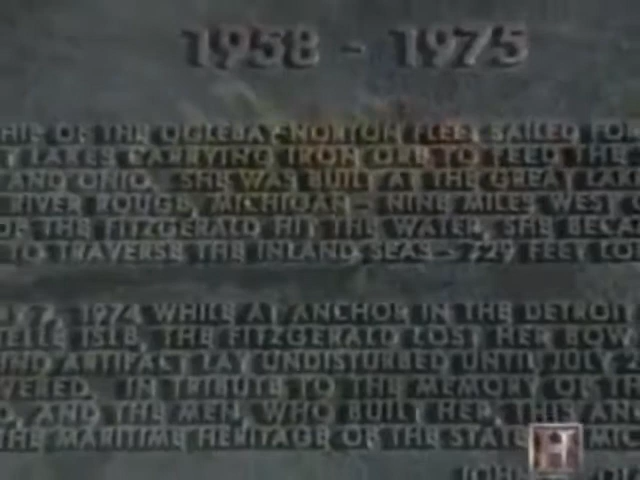 1958 - 1975
HIP OF THE OGLEBAY-NORTON FLEET SAILED FOR
LAKES CARRYING IRON ORE TO FEED THE
AND OHIO. SHE WAS BUILT AT THE GREAT LAK
RIVER ROUGE, MICHIGAN - NINE MILES WEST
OF THE FITZGERALD HIT THE WATER, SHE BECA
TO TRAVERSE THE INLAND SEAS - 729 FEET LO
7, 1974 WHILE AT ANCHOR IN THE DETROIT
ELLE ISLE, THE FITZGERALD LOST HER BOW
AND ARTIFACT LAY UNDISTURBED UNTIL JULY 2
VERED. IN TRIBUTE TO THE MEMORY OF TH
D, AND THE MEN, WHO BUILT HER, THIS AN
THE MARITIME HERITAGE OF THE STATE MIC
H